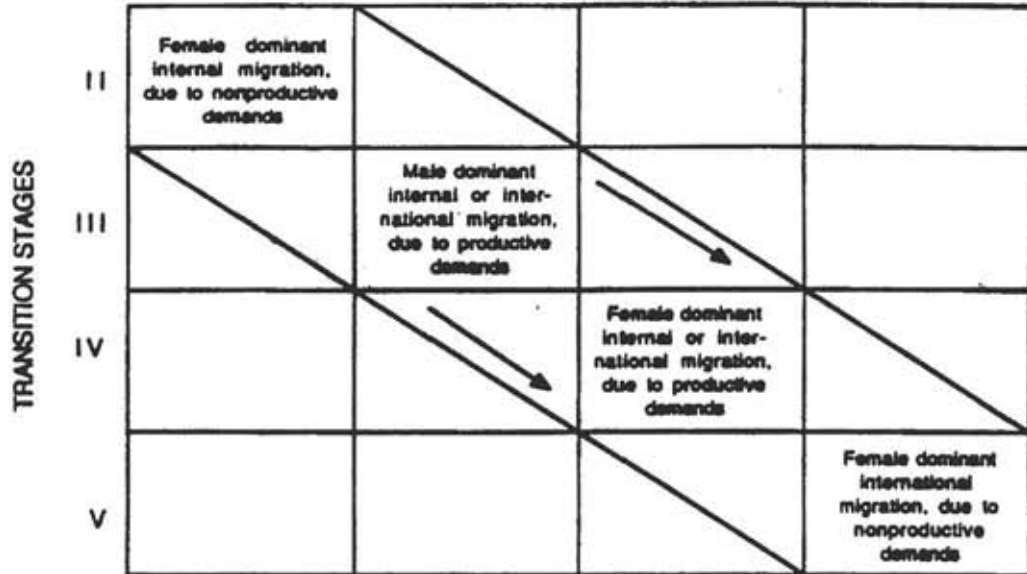 TRANSITION STAGES
II
Female dominant
internal migration,
due to nonproductive
demands
III
Male dominant
internal or inter-
national migration,
due to productive
demands
IV
Female dominant
internal or inter-
national migration,
due to productive
demands
V
Female dominant
international
migration, due to
nonproductive
demands